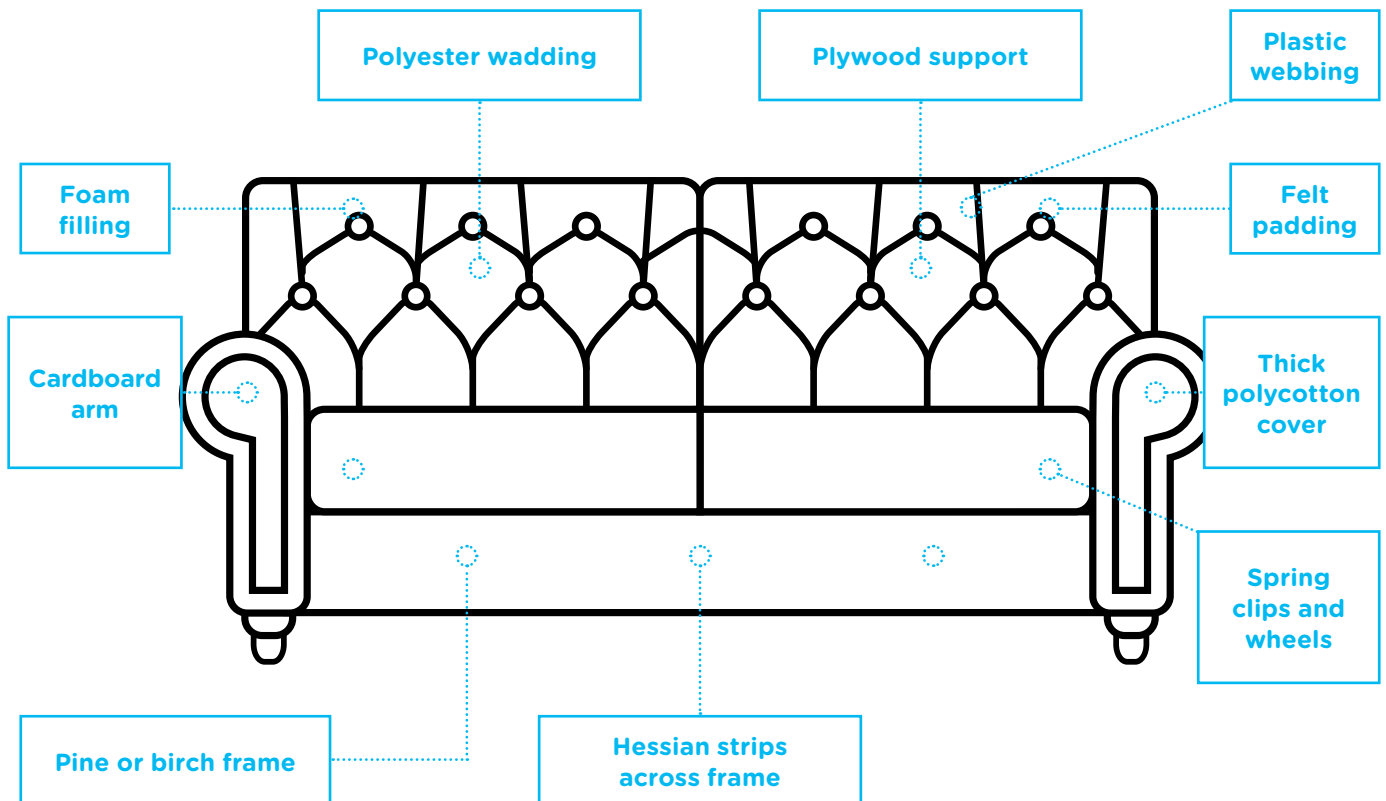 Polyester wadding
Plywood support
Plastic
webbing
Foam
filling
Felt
padding
Cardboard
arm
Thick
polycotton
cover
Spring
clips and
wheels
Pine or birch frame
Hessian strips
across frame